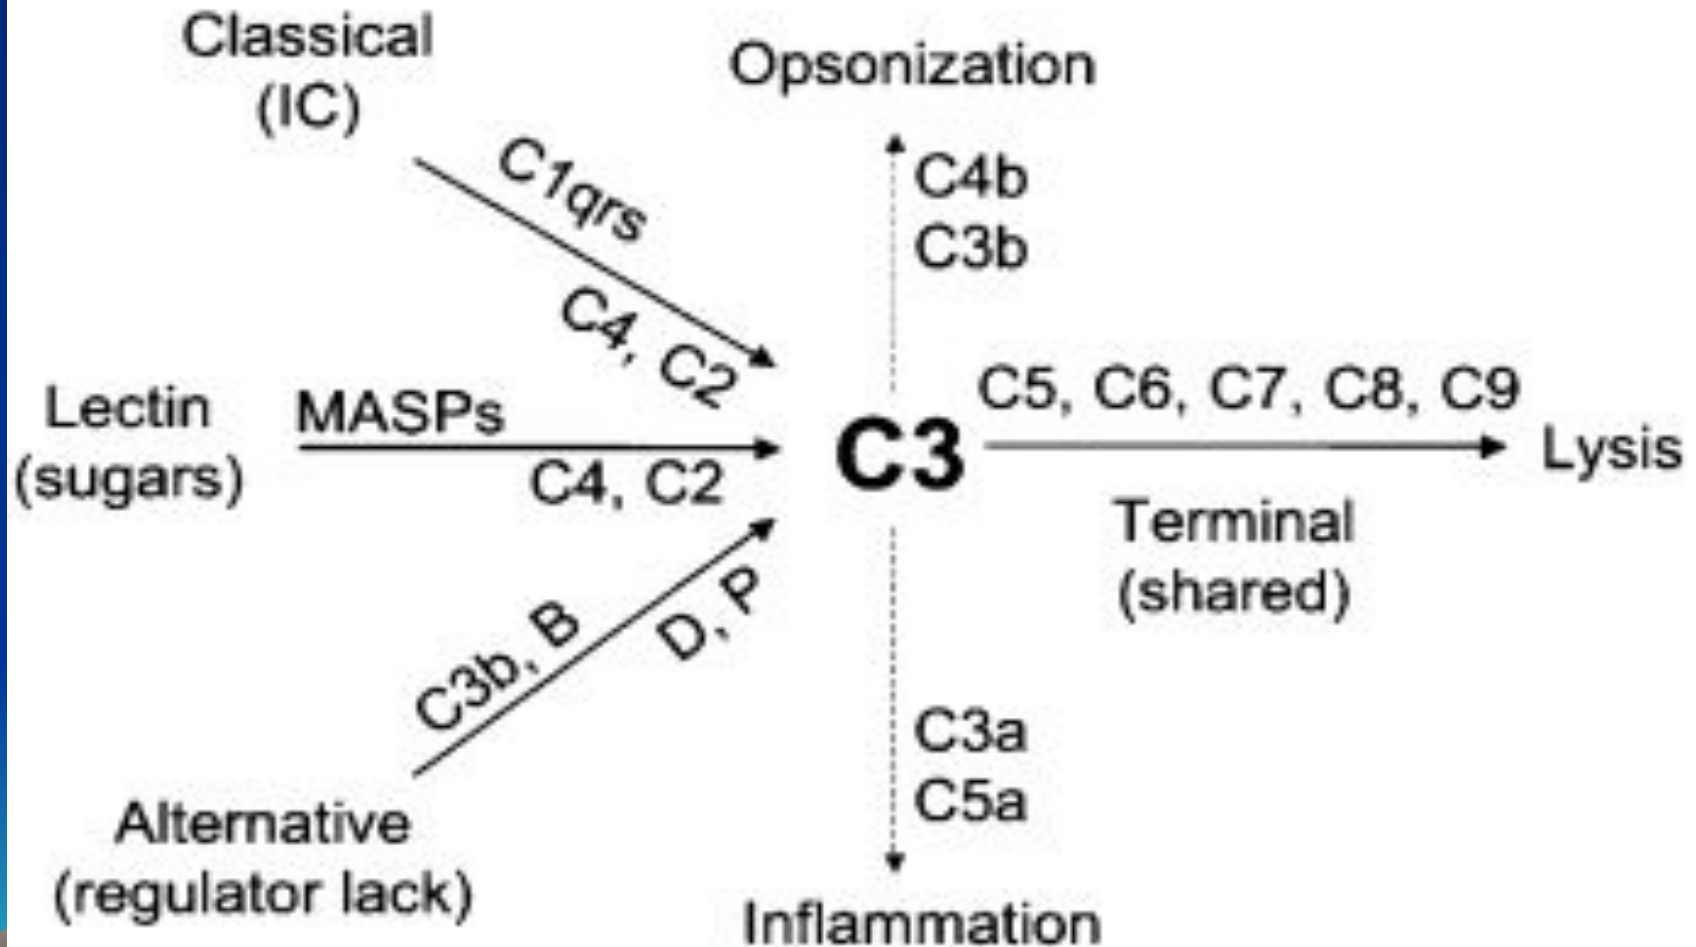 Classical
(IC)
C1qrs
C4, C2
Lectin
(sugars)
MASPs
C4, C2
Alternative
(regulator lack)
C3b, B
D, P
C3
Opsonization
C4b
C3b
C5, C6, C7, C8, C9
Lysis
Terminal
(shared)
C3a
C5a
Inflammation